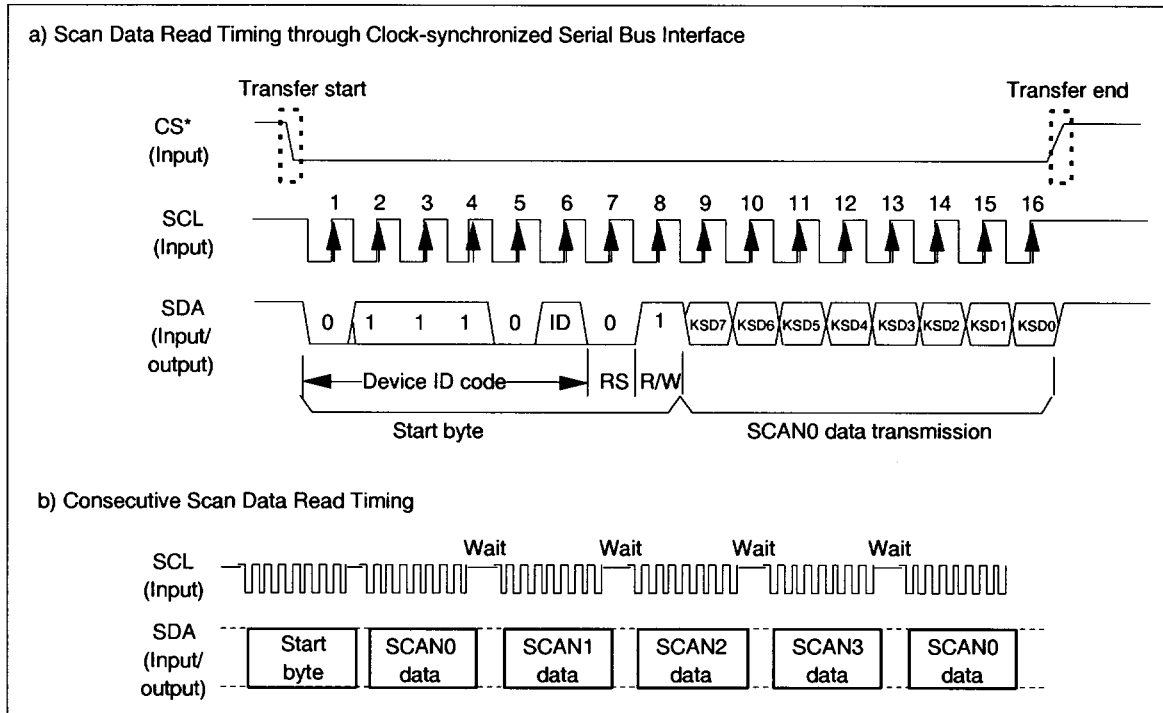 a) Scan Data Read Timing through Clock-synchronized Serial Bus Interface
Transfer start
Transfer end
CS*
(Input)
1 2 3 4 5 6 7 8 9 10 11 12 13 14 15 16
SCL
(Input)
SDA
(Input/
output)
0 1 1 1 0 ID 0 1 KSD7 KSD6 KSD5 KSD4 KSD3 KSD2 KSD1 KSD0
Device ID code RS R/W
Start byte
SCAN0 data transmission
b) Consecutive Scan Data Read Timing
Wait Wait Wait Wait
SCL
(Input)
SDA
(Input/
output)
Start
byte
SCAN0
data
SCAN1
data
SCAN2
data
SCAN3
data
SCAN0
data